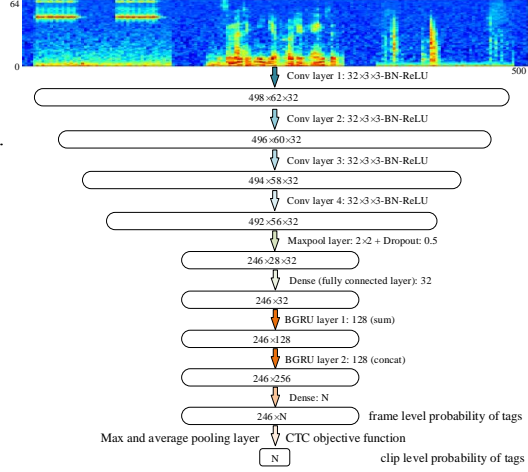 64
0
500
Conv layer 1: 32×3×3-BN-ReLU
498×62×32
Conv layer 2: 32×3×3-BN-ReLU
496×60×32
Conv layer 3: 32×3×3-BN-ReLU
494×58×32
Conv layer 4: 32×3×3-BN-ReLU
492×56×32
Maxpool layer: 2×2 + Dropout: 0.5
246×28×32
Dense (fully connected layer): 32
246×32
BGRU layer 1: 128 (sum)
246×128
BGRU layer 2: 128 (concat)
246×256
Dense: N
246×N frame level probability of tags
Max and average pooling layer CTC objective function
N clip level probability of tags